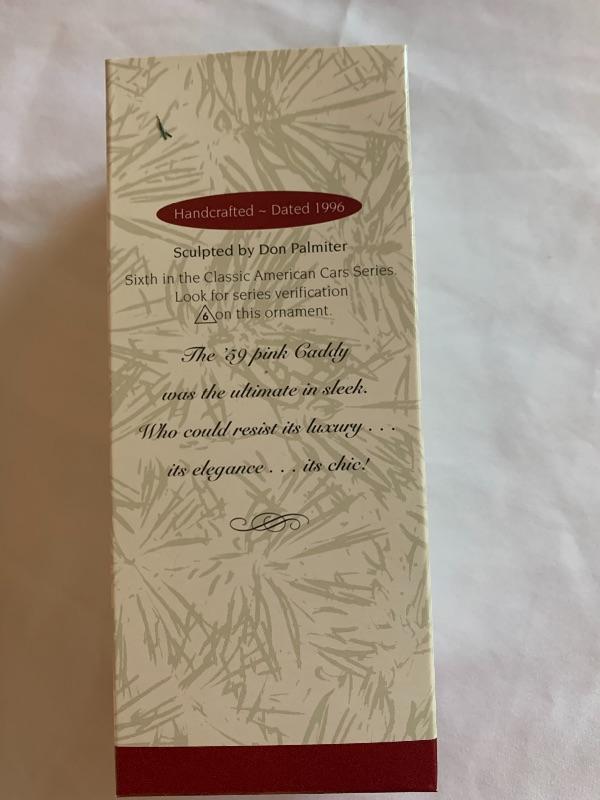 Handcrafted ~ Dated 1996
Sculpted by Don Palmiter
Sixth in the Classic American Cars Series.
Look for series verification
6 on this ornament.
The '59 pink Caddy
was the ultimate in sleek.
Who could resist its luxury . . .
its elegance . . . its chic!